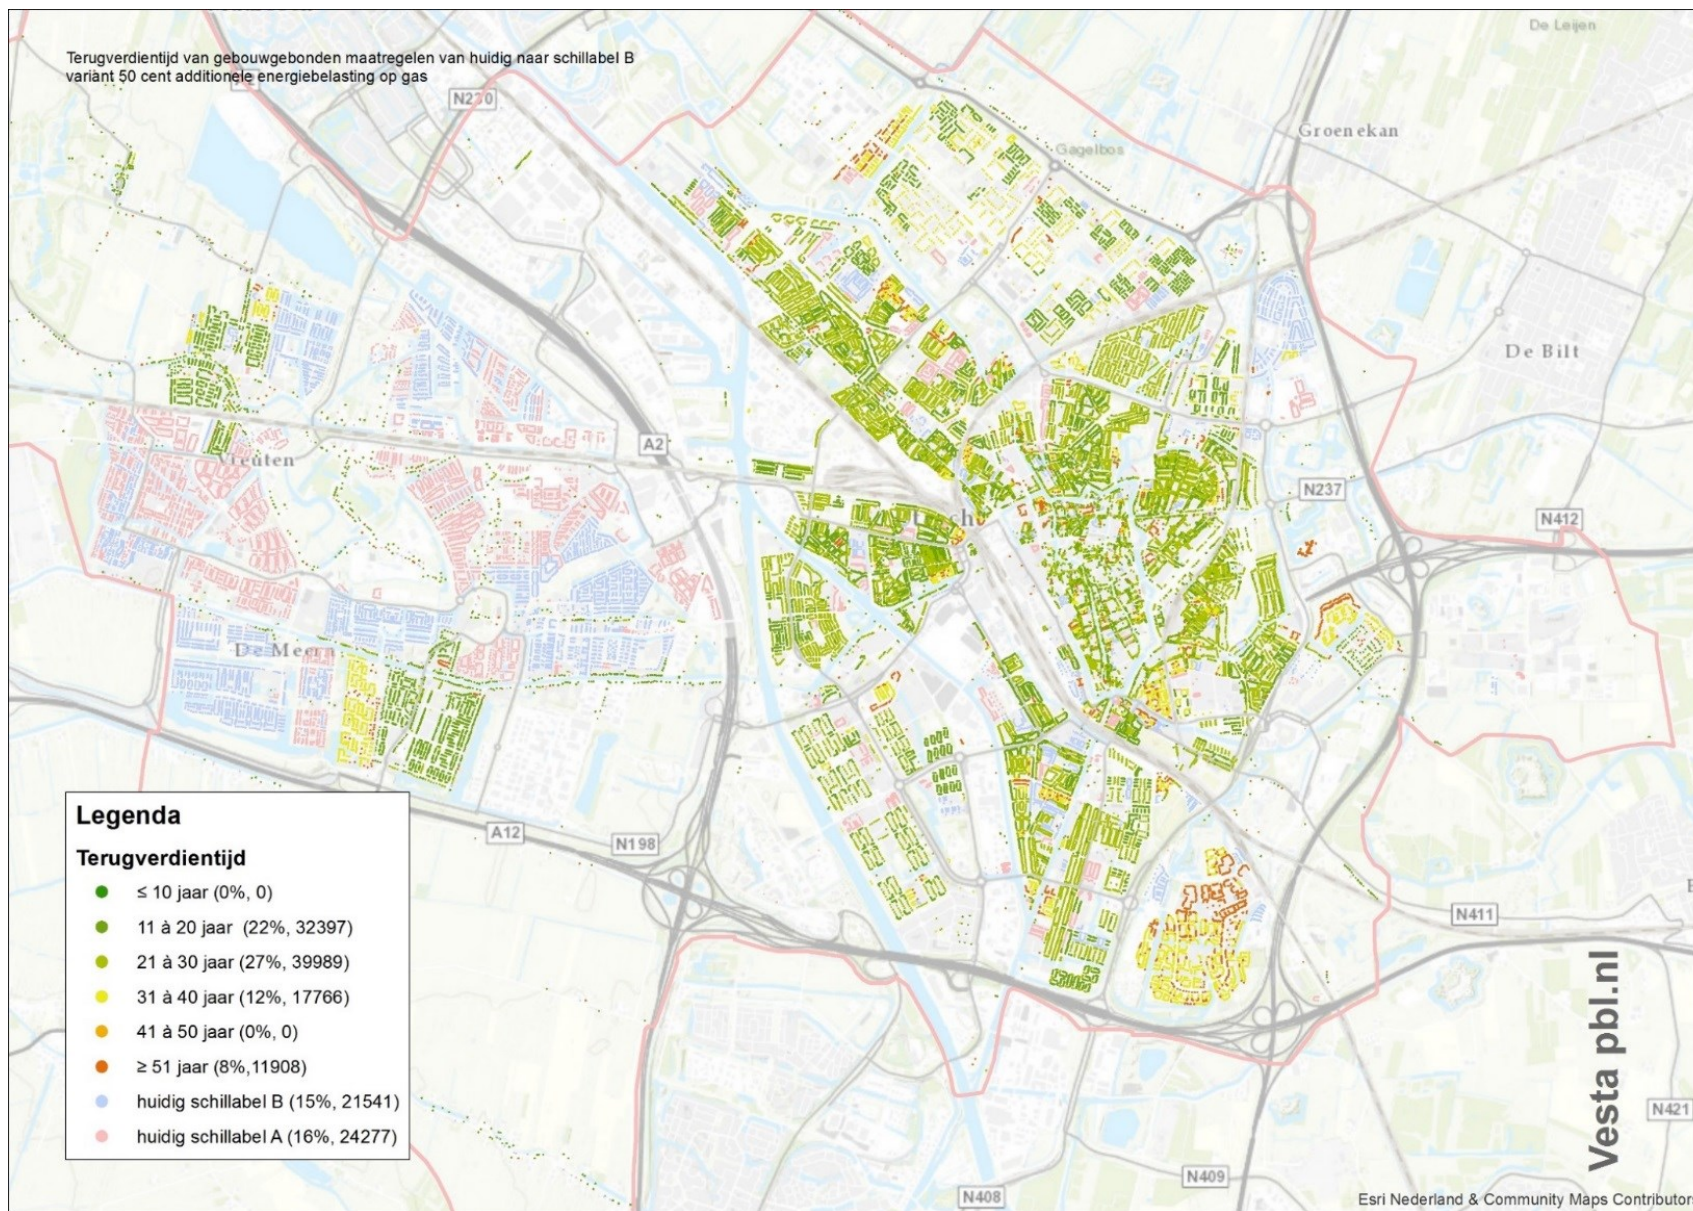 De Leijen
Terugverdientijd van gebouwgebonden maatregelen van huidig naar schillabel B
variant 50 cent additionele energiebelasting op gas
N230
Groenekan
Gagelbos
De Bilt
A2
Vleuten
N237
N412
De Meern
Legenda
Terugverdientijd
≤ 10 jaar (0%, 0)
11 à 20 jaar (22%, 32397)
21 à 30 jaar (27%, 39989)
31 à 40 jaar (12%, 17766)
41 à 50 jaar (0%, 0)
≥ 51 jaar (8%,11908)
huidig schillabel B (15%, 21541)
huidig schillabel A (16%, 24277)
A12
N198
N411
Vesta pbl.nl
N421
N409
N408
Esri Nederland & Community Maps Contributors